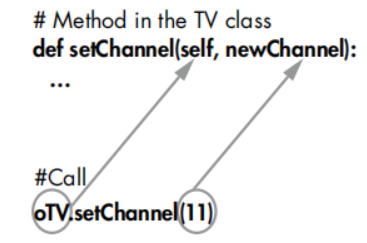 # Method in the TV class
def setChannel(self, newChannel):
...
#Call
oTV.setChannel(11)